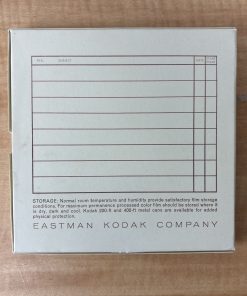 SUBJECT
STORAGE: Normal room temperature and humidity provide satisfactory film storage
conditions. For maximum permanence processed color film should be stored where it
is dry, dark and cool. Kodak 200-ft and 400-ft metal cans are available for added
physical protection.
EASTMAN KODAK COMPANY